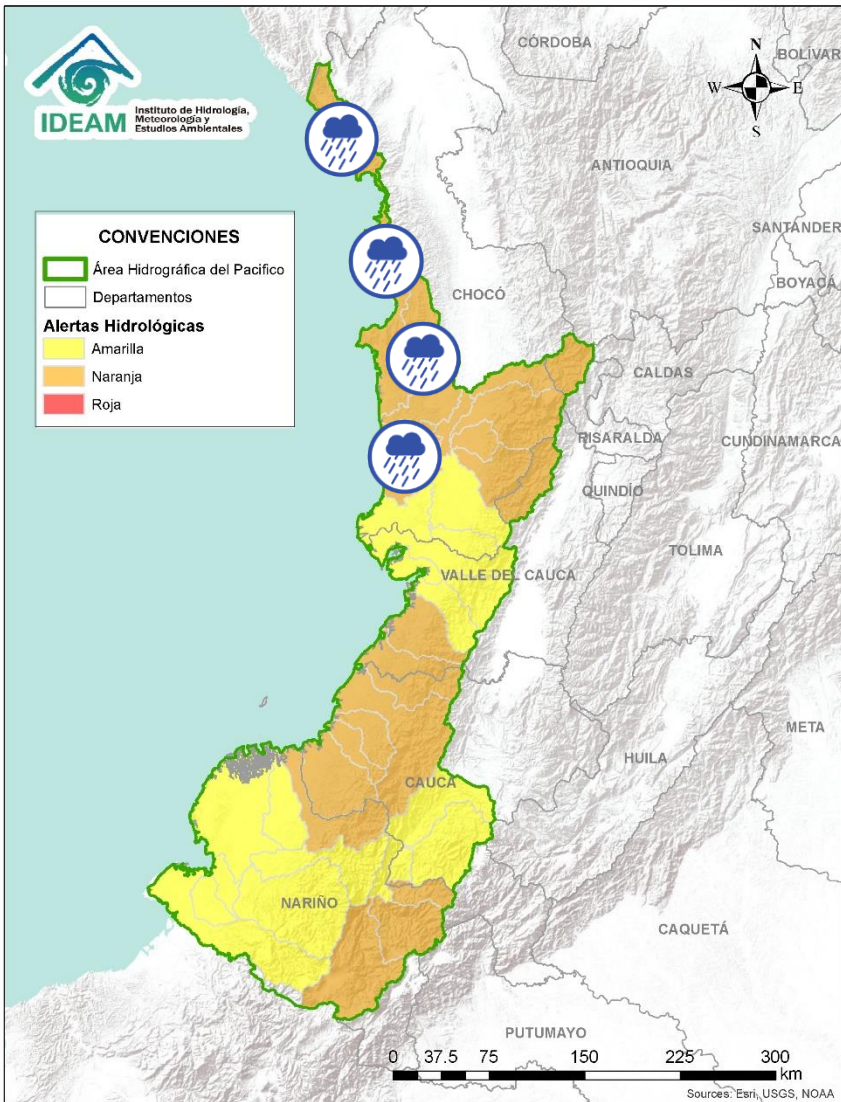 IDEAM
Instituto de Hidrología,
Meteorología y
Estudios Ambientales
N
W
E
S
CÓRDOBA
BOLÍVAR
ANTIOQUIA
SANTANDER
BOYACÁ
CHOCÓ
CALDAS
RISARALDA
CUNDINAMARCA
QUINDÍO
TOLIMA
VALLE DEL CAUCA
META
HUILA
CAUCA
NARIÑO
CAQUETÁ
PUTUMAYO
CONVENCIONES
Área Hidrográfica del Pacifico
Departamentos
Alertas Hidrológicas
Amarilla
Naranja
Roja
0 37.5 75 150 225 300
km
Sources: Esri, USGS, NOAA